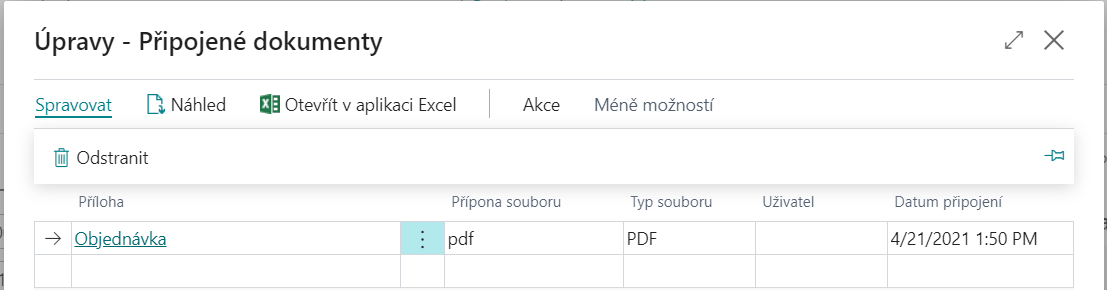 Úpravy - Připojené dokumenty
Spravovat Náhled Otevřít v aplikaci Excel Akce Méně možností
Odstranit
Příloha Přípona souboru Typ souboru Uživatel Datum připojení
Objednávka pdf PDF 4/21/2021 1:50 PM